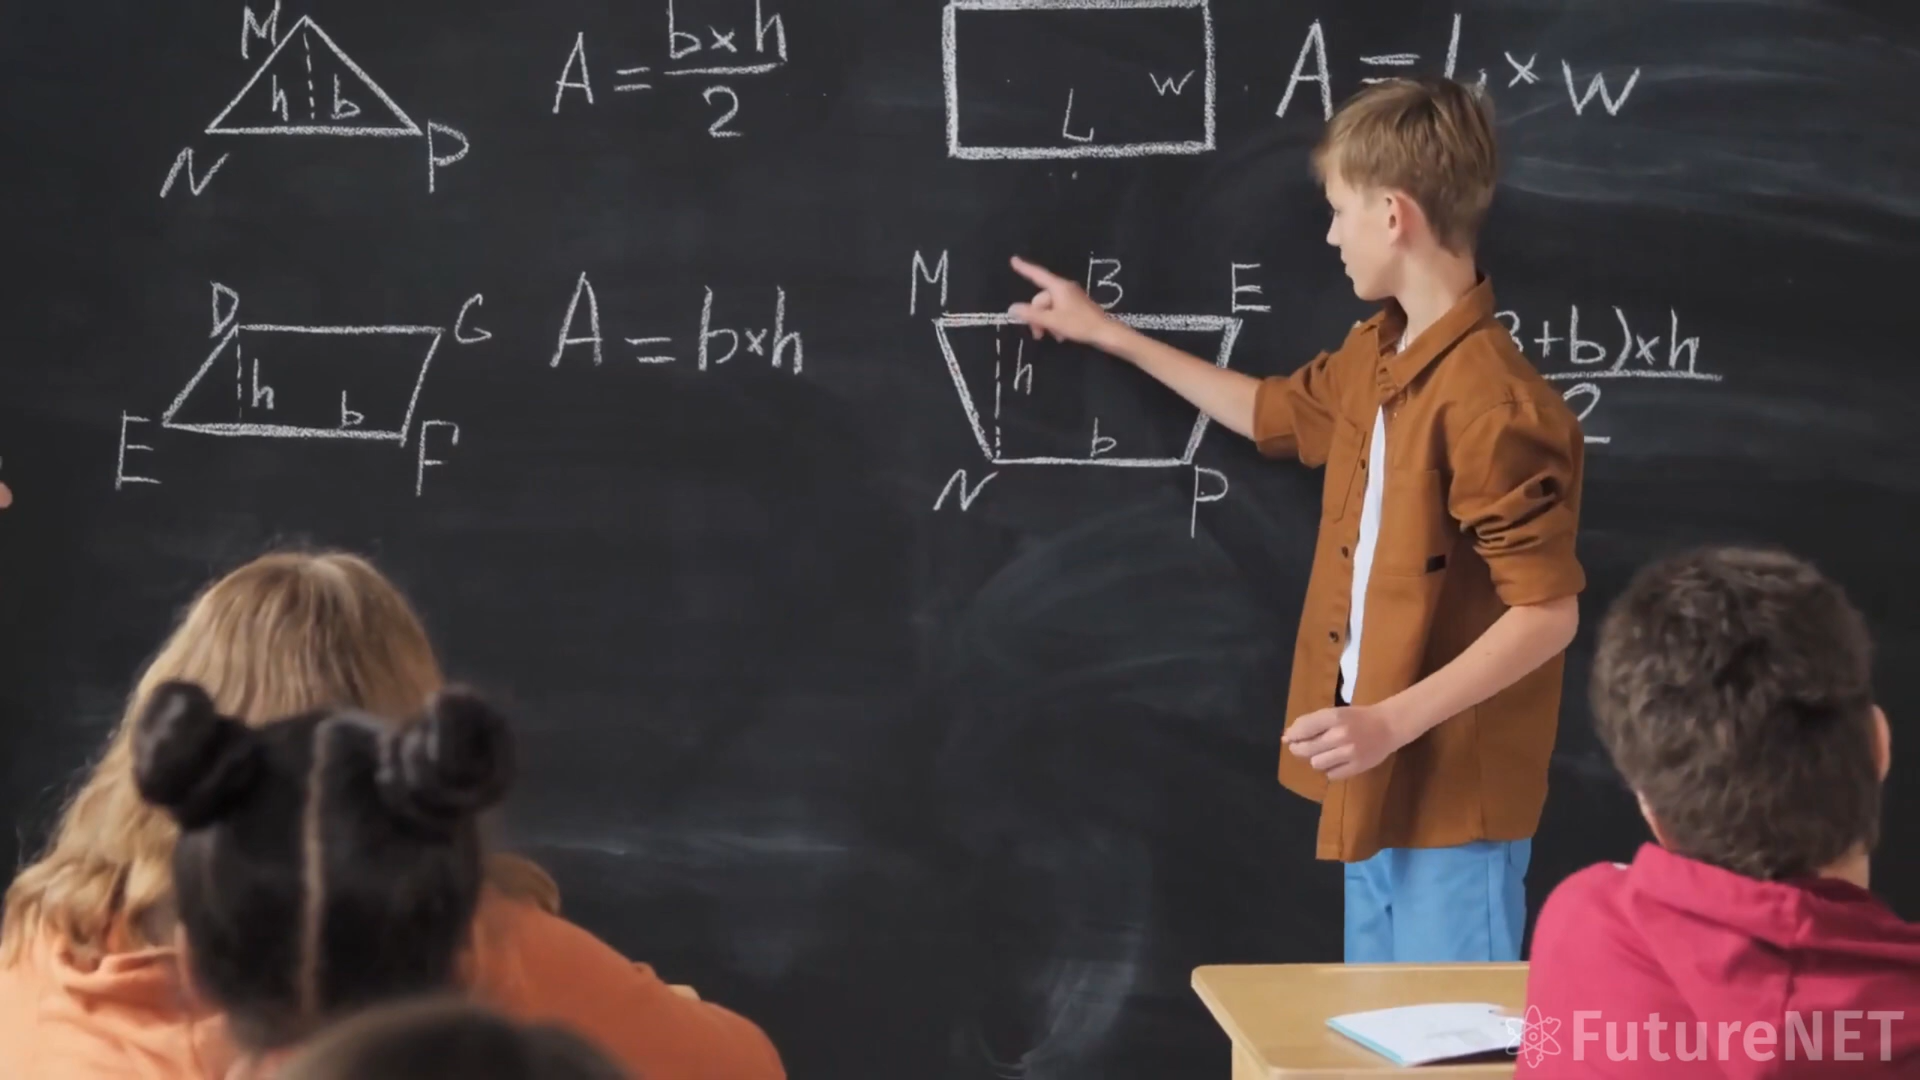 M
h b
N P
A = b×h
2
L w
A = L × w
D G
h b
E F
A = b×h
M B E
h
b
N P
+b)×h
2
FutureNET